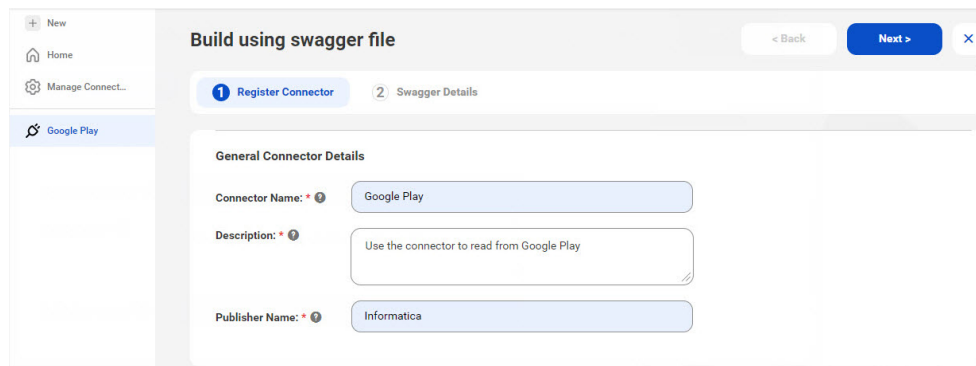 + New
Home
Manage Connect...
Google Play
Build using swagger file
< Back
Next >
1 Register Connector
2 Swagger Details
General Connector Details
Connector Name: * ?
Google Play
Description: * ?
Use the connector to read from Google Play
Publisher Name: * ?
Informatica